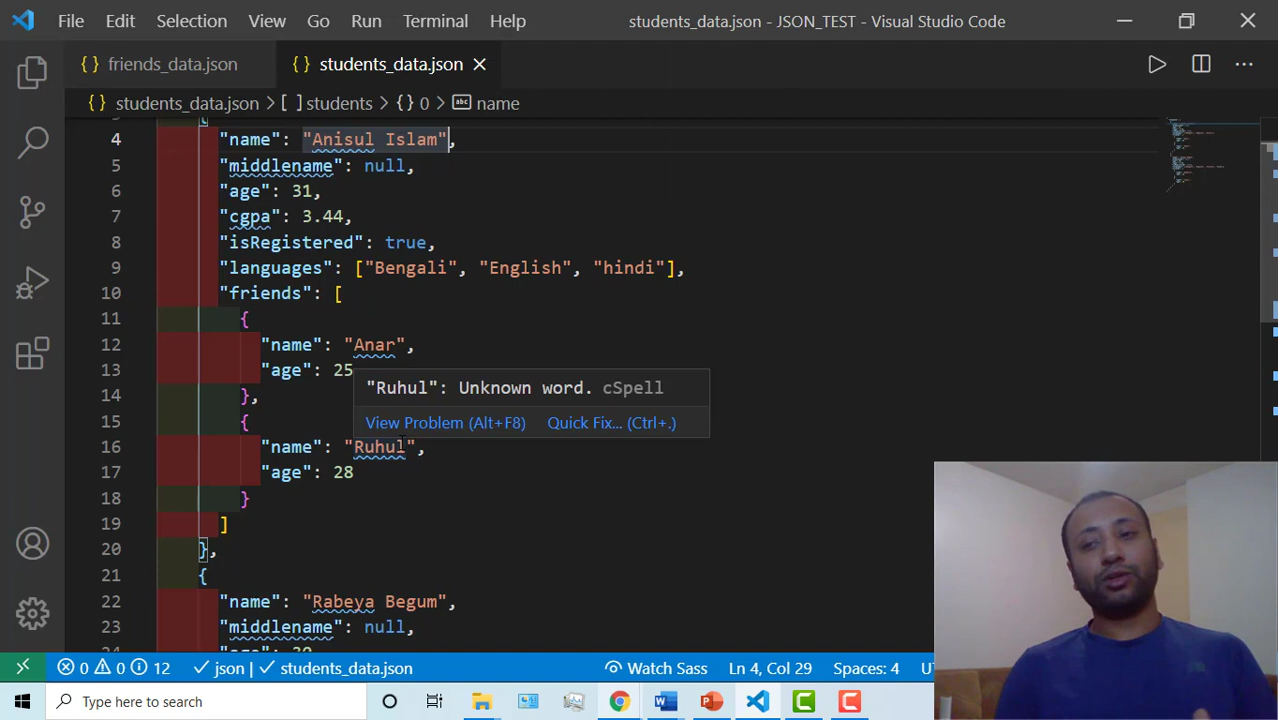 File Edit Selection View Go Run Terminal Help students_data.json - JSON_TEST - Visual Studio Code
{} friends_data.json {} students_data.json
{} students_data.json > [ ] students > {} 0 > abc name
4 "name": "Anisul Islam",
5 "middlename": null,
6 "age": 31,
7 "cgpa": 3.44,
8 "isRegistered": true,
9 "languages": ["Bengali", "English", "hindi"],
10 "friends": [
11 {
12 "name": "Anar",
13 "age": 25
"Ruhul": Unknown word. cSpell
14 },
View Problem (Alt+F8) Quick Fix... (Ctrl+.)
15 {
16 "name": "Ruhul",
17 "age": 28
18 }
19 ]
20 },
21 {
22 "name": "Rabeya Begum",
23 "middlename": null,
0 0 12 json | students_data.json Watch Sass Ln 4, Col 29 Spaces: 4
Type here to search